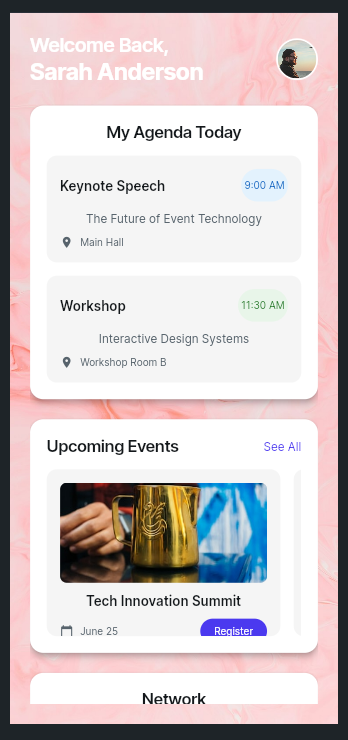 Welcome Back,
Sarah Anderson
My Agenda Today
Keynote Speech
9:00 AM
The Future of Event Technology
Main Hall
Workshop
11:30 AM
Interactive Design Systems
Workshop Room B
Upcoming Events
See All
Tech Innovation Summit
June 25
Register
Network